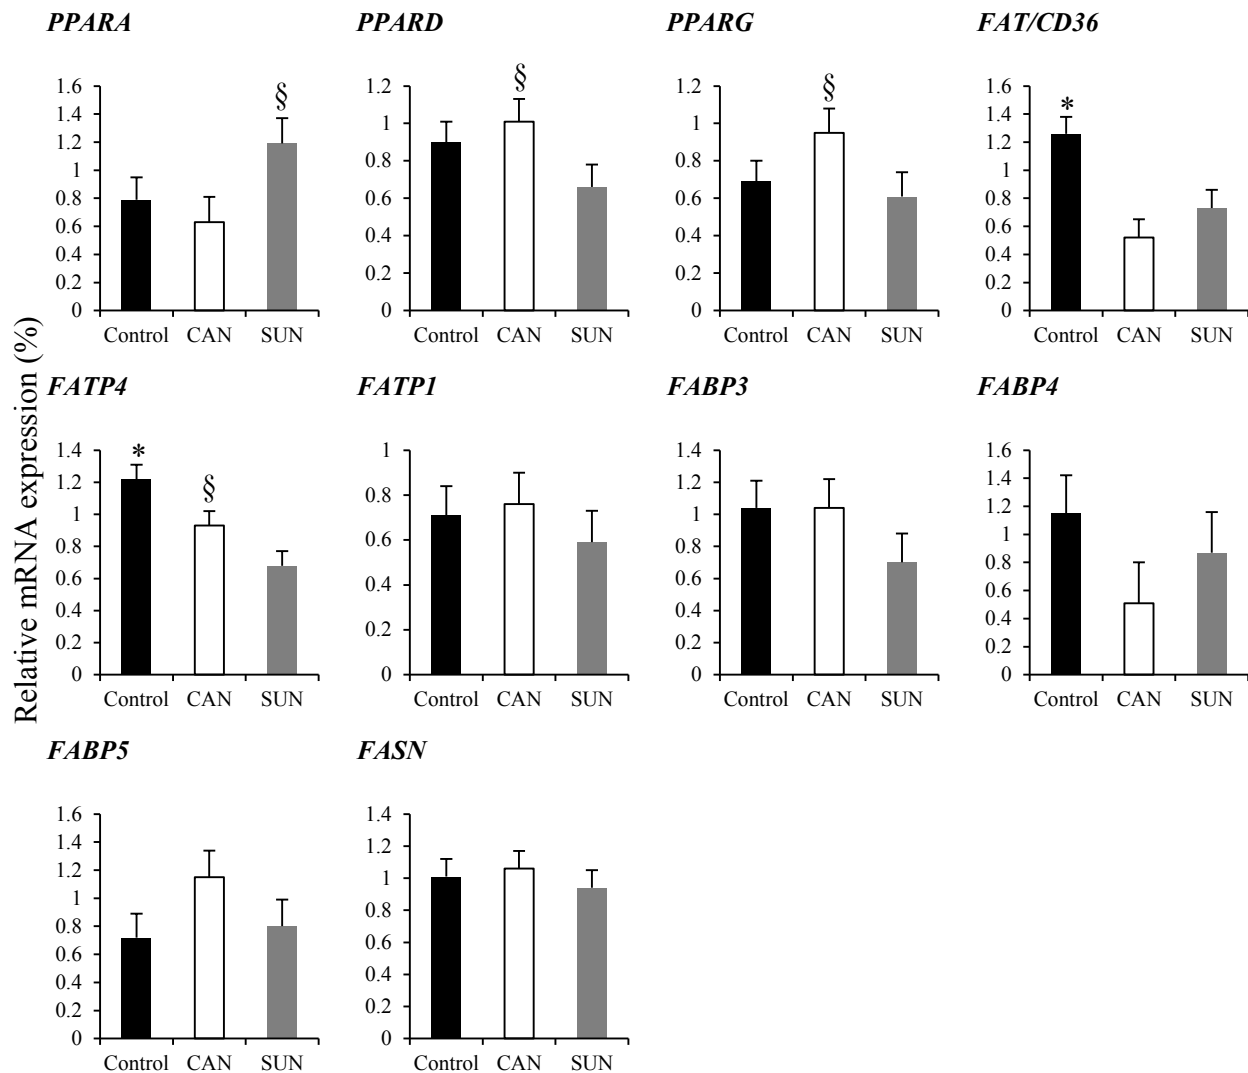 PPARA PPARD PPARG FAT/CD36
§ § § *
1.6 1.4 1.2 1 0.8 0.6 0.4 0.2 0
1.2 1 0.8 0.6 0.4 0.2 0
1.2 1 0.8 0.6 0.4 0.2 0
1.6 1.4 1.2 1 0.8 0.6 0.4 0.2 0
Control CAN SUN Control CAN SUN Control CAN SUN Control CAN SUN
Relative mRNA expression (%)
FATP4 FATP1 FABP3 FABP4
* §
1.4 1.2 1 0.8 0.6 0.4 0.2 0
1 0.8 0.6 0.4 0.2 0
1.4 1.2 1 0.8 0.6 0.4 0.2 0
1.6 1.4 1.2 1 0.8 0.6 0.4 0.2 0
Control CAN SUN Control CAN SUN Control CAN SUN Control CAN SUN
FABP5 FASN
1.6 1.4 1.2 1 0.8 0.6 0.4 0.2 0
1.4 1.2 1 0.8 0.6 0.4 0.2 0
Control CAN SUN Control CAN SUN